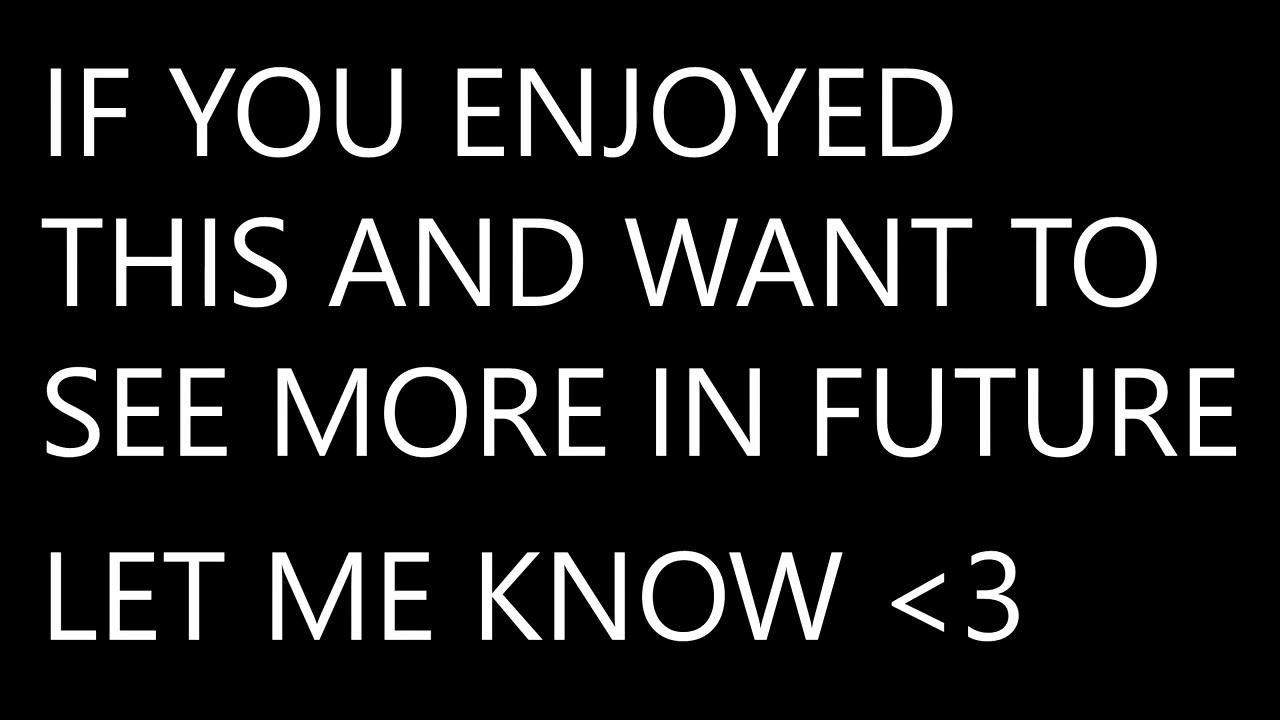 IF YOU ENJOYED
THIS AND WANT TO
SEE MORE IN FUTURE
LET ME KNOW <3